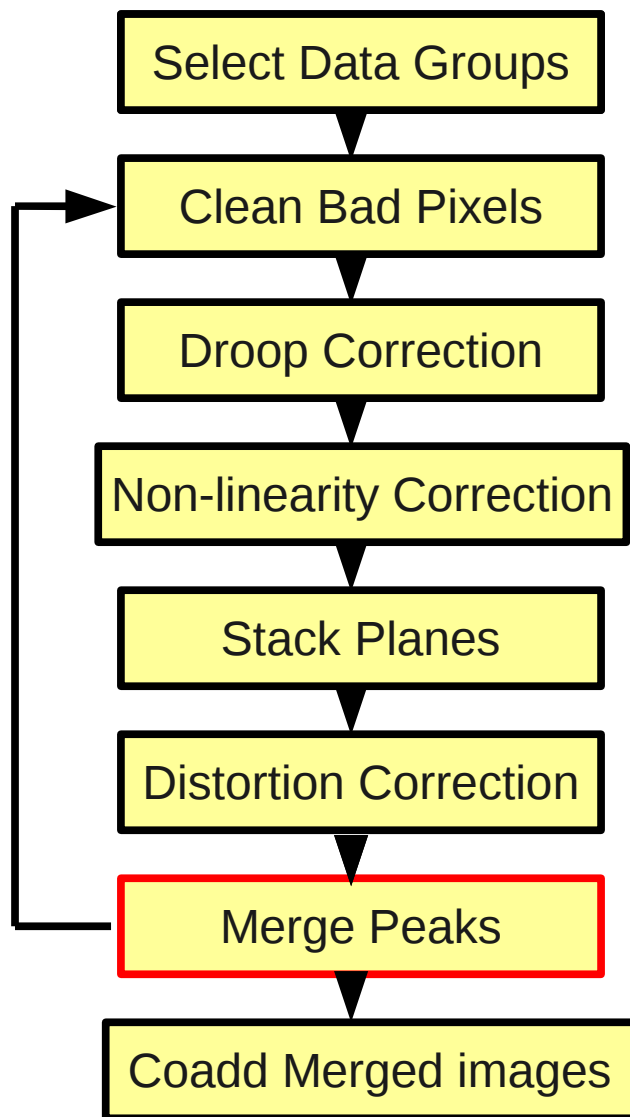 Select Data Groups
Clean Bad Pixels
Droop Correction
Non-linearity Correction
Stack Planes
Distortion Correction
Merge Peaks
Coadd Merged images